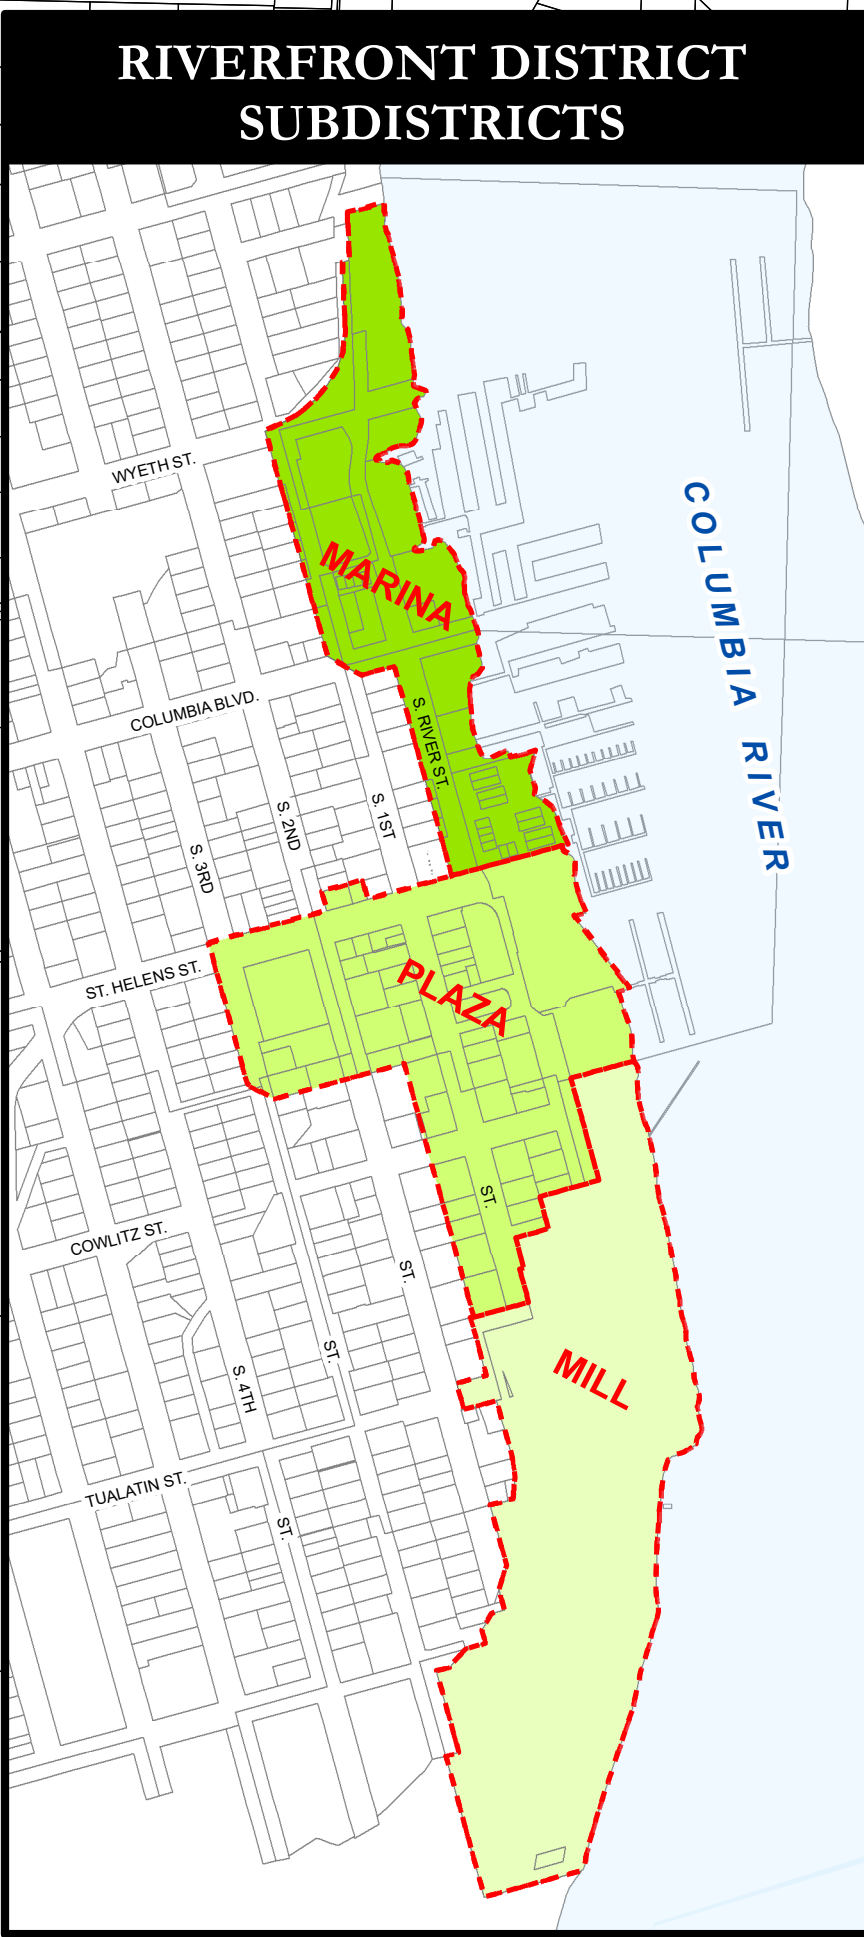 RIVERFRONT DISTRICT
SUBDISTRICTS
WYETH ST.
COLUMBIA RIVER
MARINA
COLUMBIA BLVD.
S. RIVER ST.
S. 1ST
S. 2ND
S. 3RD
ST. HELENS ST.
PLAZA
ST.
COWLITZ ST.
ST.
ST.
MILL
S. 4TH
TUALATIN ST.
ST.